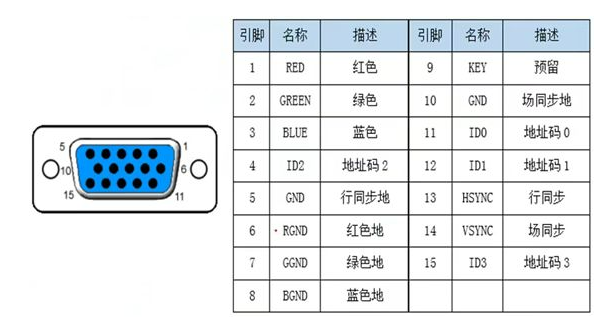 5 1
10 6
15 11
引脚 名称 描述 引脚 名称 描述
1 RED 红色 9 KEY 预留
2 GREEN 绿色 10 GND 场同步地
3 BLUE 蓝色 11 ID0 地址码0
4 ID2 地址码2 12 ID1 地址码1
5 GND 行同步地 13 HSYNC 行同步
6 RGND 红色地 14 VSYNC 场同步
7 GGND 绿色地 15 ID3 地址码3
8 BGND 蓝色地